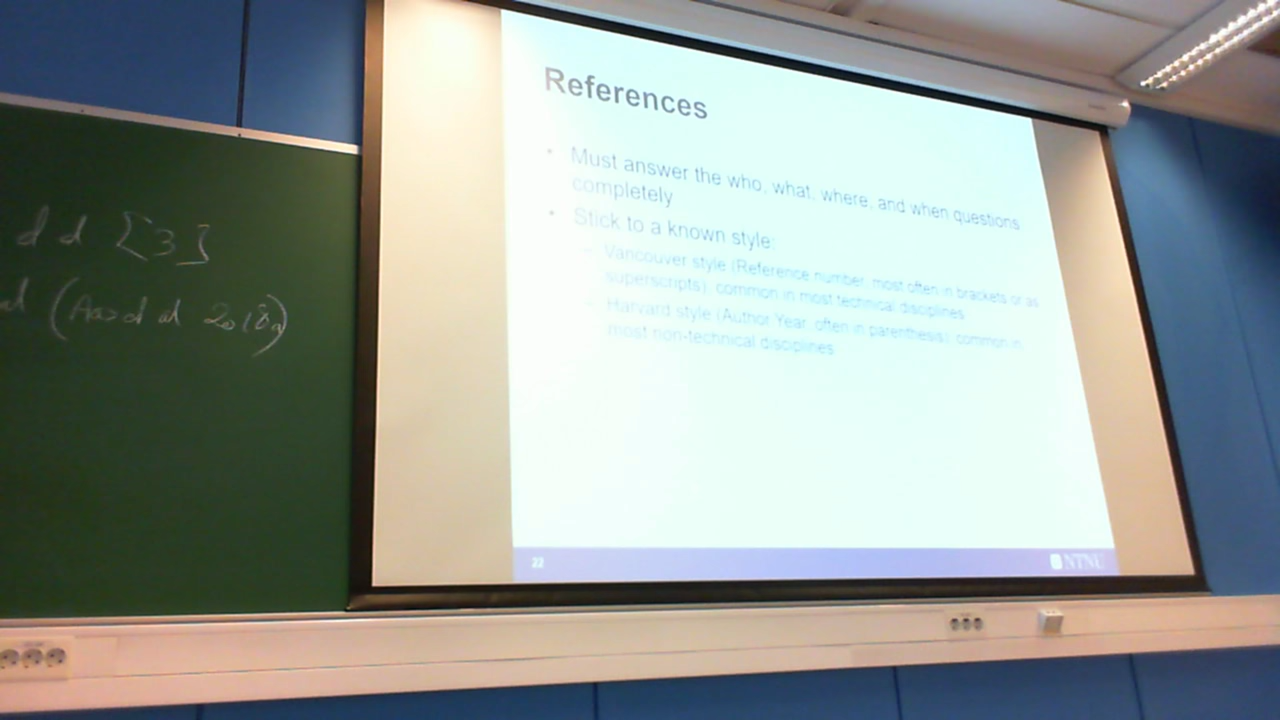 dd [3]
2018a)
References
• Must answer the who, what, where, and when questions
completely
• Stick to a known style:
– Vancouver style (Reference number, most often in brackets or as
superscripts), common in most technical disciplines
– Harvard style (Author Year, often in parenthesis), common in
most non-technical disciplines
22
NTNU